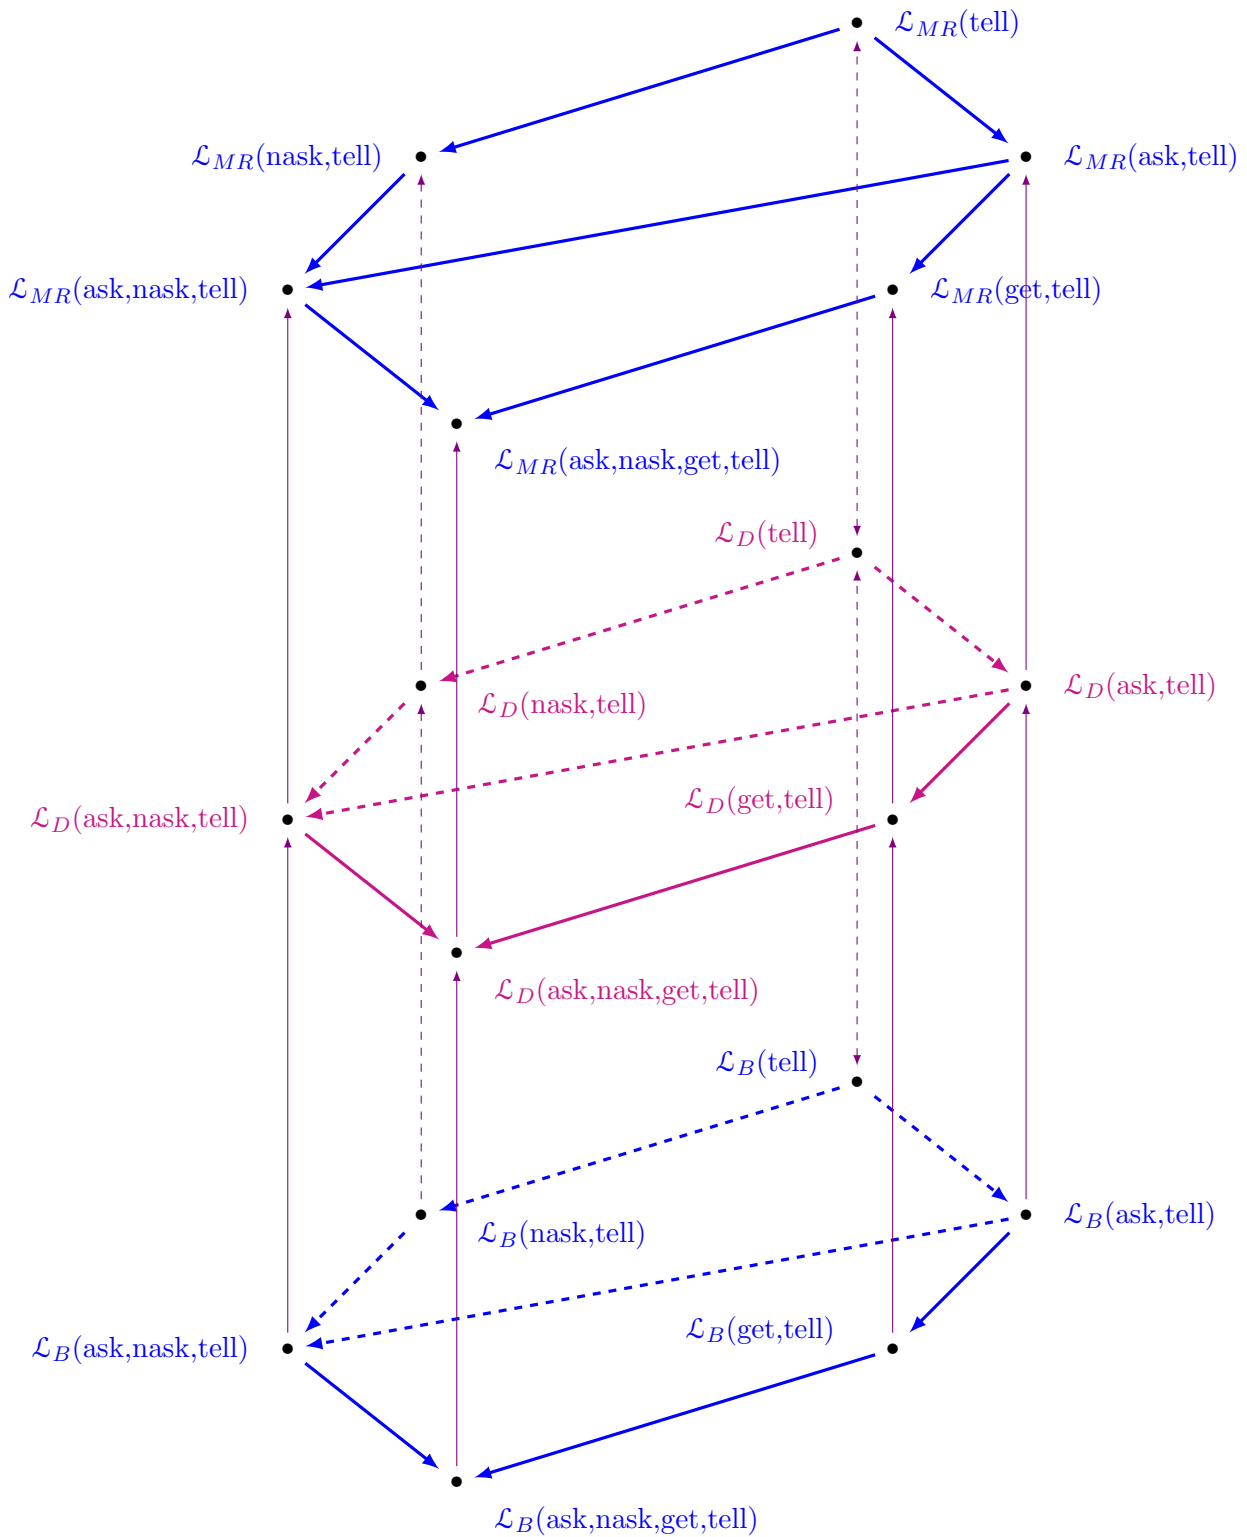 ℒ_{MR}(tell)
ℒ_{MR}(nask,tell)
ℒ_{MR}(ask,tell)
ℒ_{MR}(ask,nask,tell)
ℒ_{MR}(get,tell)
ℒ_{MR}(ask,nask,get,tell)
ℒ_D(tell)
ℒ_D(ask,tell)
ℒ_D(nask,tell)
ℒ_D(get,tell)
ℒ_D(ask,nask,tell)
ℒ_D(ask,nask,get,tell)
ℒ_B(tell)
ℒ_B(ask,tell)
ℒ_B(nask,tell)
ℒ_B(get,tell)
ℒ_B(ask,nask,tell)
ℒ_B(ask,nask,get,tell)